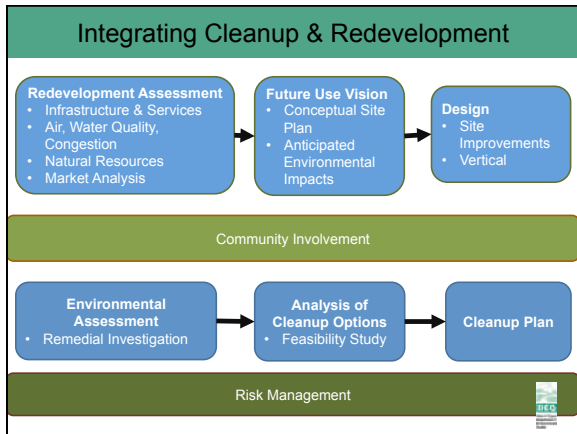 Integrating Cleanup & Redevelopment
Redevelopment Assessment
• Infrastructure & Services
• Air, Water Quality,
Congestion
• Natural Resources
• Market Analysis
Future Use Vision
• Conceptual Site
Plan
• Anticipated
Environmental
Impacts
Design
• Site
Improvements
• Vertical
Community Involvement
Environmental
Assessment
• Remedial Investigation
Analysis of
Cleanup Options
• Feasibility Study
Cleanup Plan
Risk Management
DEQ